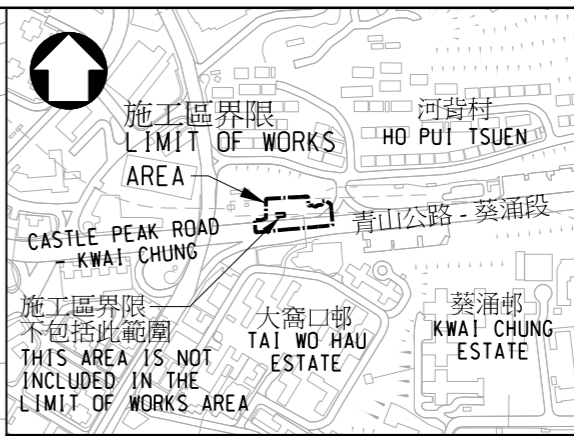 施工區界限
LIMIT OF WORKS
AREA
河背村
HO PUI TSUEN
CASTLE PEAK ROAD
- KWAI CHUNG
青山公路 - 葵涌段
施工區界限
不包括此範圍
THIS AREA IS NOT
INCLUDED IN THE
LIMIT OF WORKS AREA
大窩口邨
TAI WO HAU
ESTATE
葵涌邨
KWAI CHUNG
ESTATE